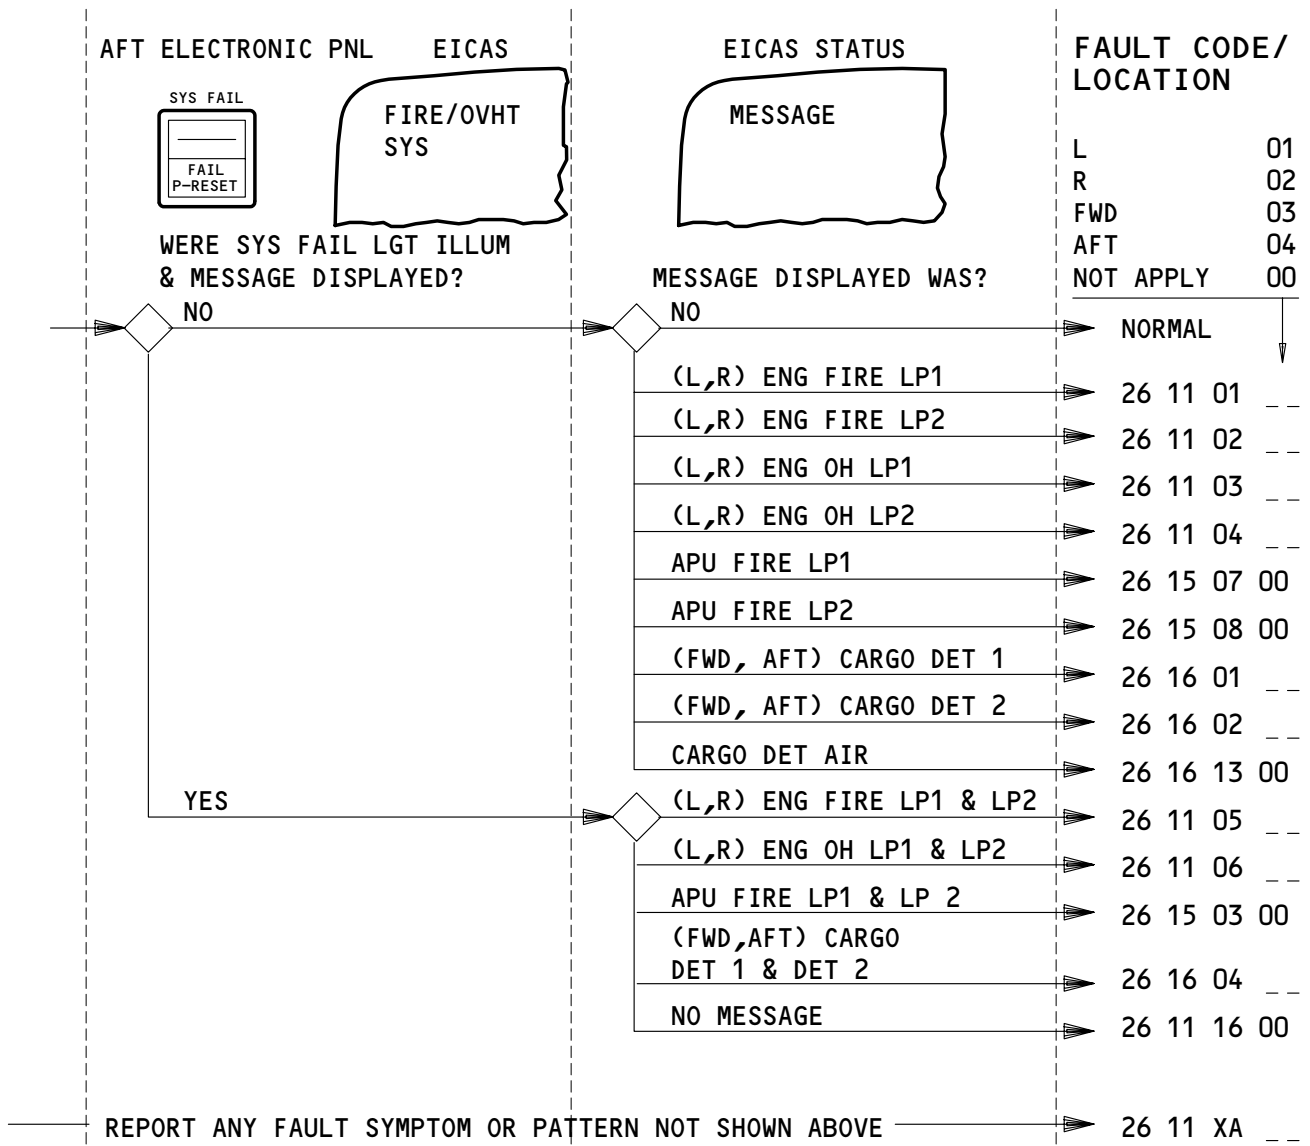 AFT ELECTRONIC PNL EICAS EICAS STATUS FAULT CODE/
LOCATION
SYS FAIL
FAIL
P-RESET
FIRE/OVHT
SYS
MESSAGE
L 01
R 02
FWD 03
AFT 04
NOT APPLY 00
WERE SYS FAIL LGT ILLUM
& MESSAGE DISPLAYED?
MESSAGE DISPLAYED WAS?
NO NO NORMAL
(L,R) ENG FIRE LP1 26 11 01 _ _
(L,R) ENG FIRE LP2 26 11 02 _ _
(L,R) ENG OH LP1 26 11 03 _ _
(L,R) ENG OH LP2 26 11 04 _ _
APU FIRE LP1 26 15 07 00
APU FIRE LP2 26 15 08 00
(FWD, AFT) CARGO DET 1 26 16 01 _ _
(FWD, AFT) CARGO DET 2 26 16 02 _ _
CARGO DET AIR 26 16 13 00
YES (L,R) ENG FIRE LP1 & LP2 26 11 05 _ _
(L,R) ENG OH LP1 & LP2 26 11 06 _ _
APU FIRE LP1 & LP 2 26 15 03 00
(FWD,AFT) CARGO
DET 1 & DET 2 26 16 04 _ _
NO MESSAGE 26 11 16 00
REPORT ANY FAULT SYMPTOM OR PATTERN NOT SHOWN ABOVE 26 11 XA _ _